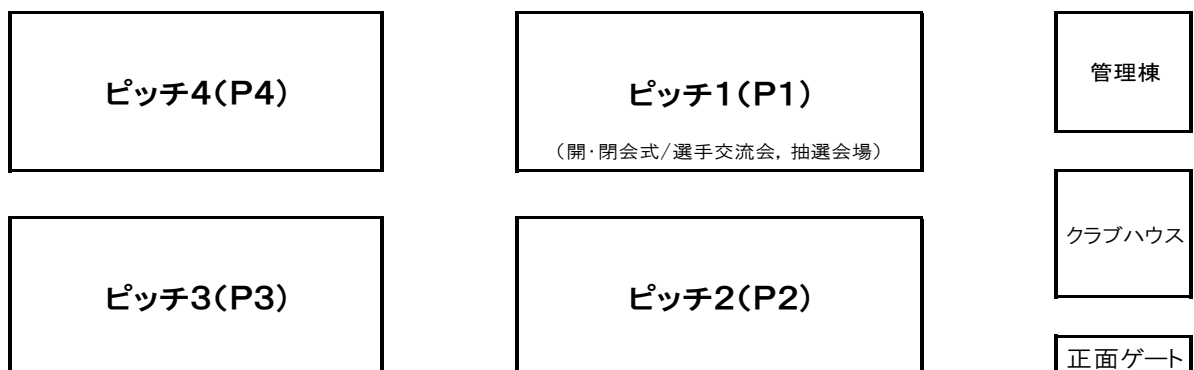 ピッチ4(P4)
ピッチ1(P1)
(開・閉会式/選手交流会, 抽選会場)
管理棟
クラブハウス
ピッチ3(P3)
ピッチ2(P2)
正面ゲート